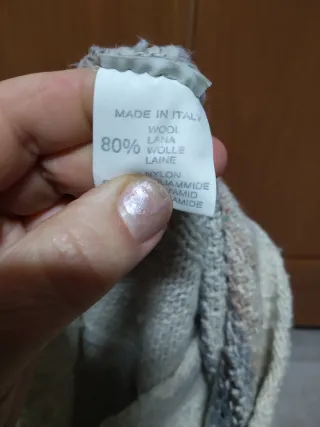 MADE IN ITALY
WOOL
LANA
80% WOLLE
LAINE
NYLON